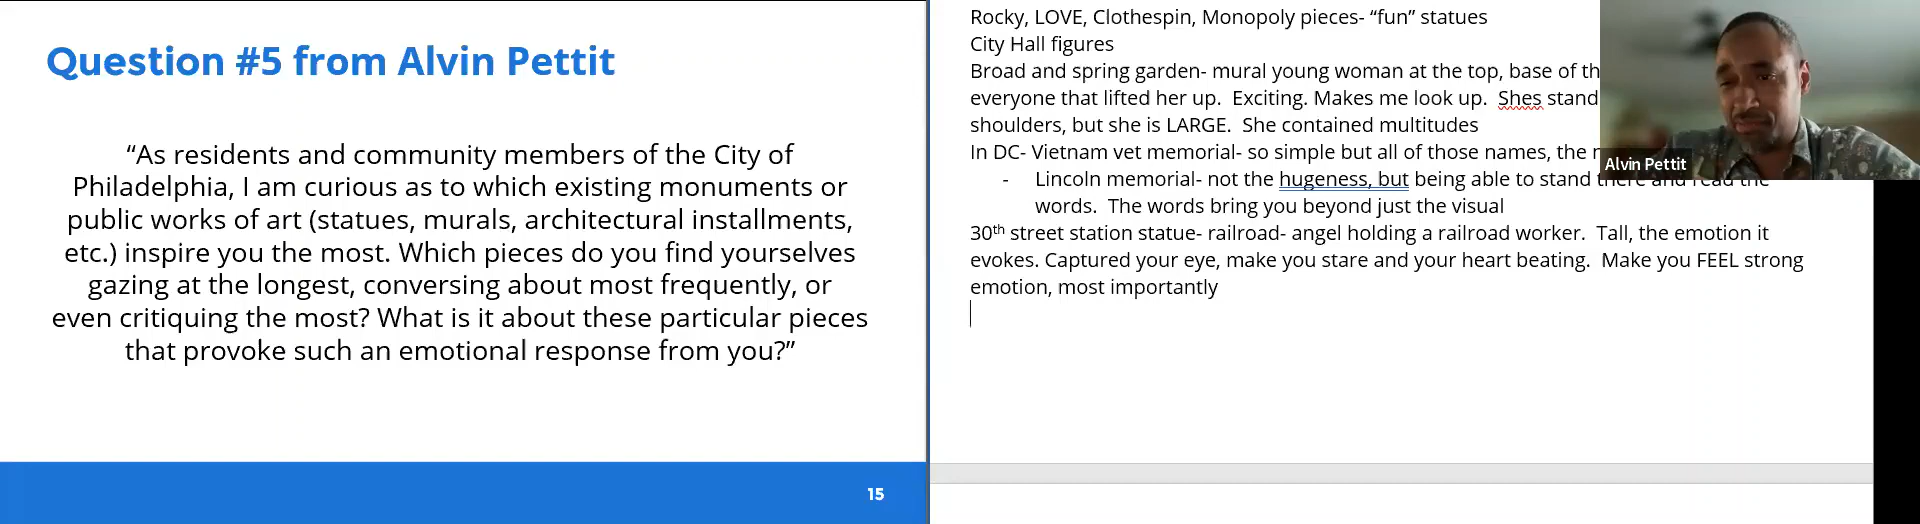 Question #5 from Alvin Pettit
“As residents and community members of the City of
Philadelphia, I am curious as to which existing monuments or
public works of art (statues, murals, architectural installments,
etc.) inspire you the most. Which pieces do you find yourselves
gazing at the longest, conversing about most frequently, or
even critiquing the most? What is it about these particular pieces
that provoke such an emotional response from you?”
15
Rocky, LOVE, Clothespin, Monopoly pieces- “fun” statues
City Hall figures
Broad and spring garden- mural young woman at the top, base of
everyone that lifted her up.  Exciting. Makes me look up.  Shes stand
shoulders, but she is LARGE.  She contained multitudes
In DC- Vietnam vet memorial- so simple but all of those names, the
- Lincoln memorial- not the hugeness, but being able to stand there and read the
words.  The words bring you beyond just the visual
30th street station statue- railroad- angel holding a railroad worker.  Tall, the emotion it
evokes. Captured your eye, make you stare and your heart beating.  Make you FEEL strong
emotion, most importantly
Alvin Pettit